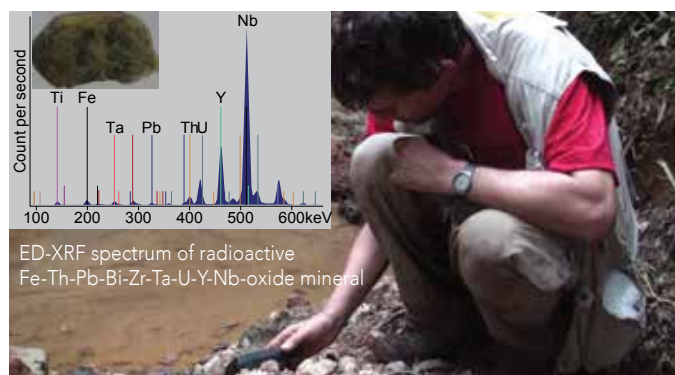 Nb
Ti Fe Y
Ta Pb ThU
Count per second
100 200 300 400 500 600keV
ED-XRF spectrum of radioactive
Fe-Th-Pb-Bi-Zr-Ta-U-Y-Nb-oxide mineral